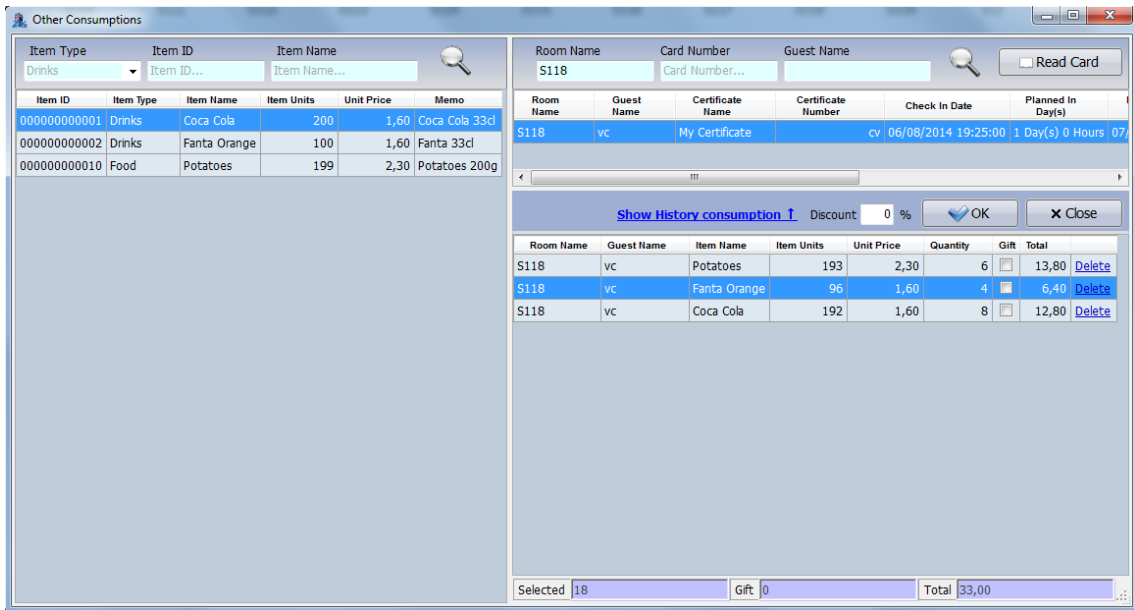 Other Consumptions
Item Type Item ID Item Name
Drinks Item ID... Item Name...
Item ID Item Type Item Name Item Units Unit Price Memo
000000000001 Drinks Coca Cola 200 1,60 Coca Cola 33cl
000000000002 Drinks Fanta Orange 100 1,60 Fanta 33cl
000000000010 Food Potatoes 199 2,30 Potatoes 200g
Room Name Card Number Guest Name
S118 Card Number... Read Card
Room Name Guest Name Certificate Name Certificate Number Check In Date Planned In Day(s)
S118 vc My Certificate cv 06/08/2014 19:25:00 1 Day(s) 0 Hours 07/
Show History consumption ↑ Discount 0 % OK Close
Room Name Guest Name Item Name Item Units Unit Price Quantity Gift Total
S118 vc Potatoes 193 2,30 6 13,80 Delete
S118 vc Fanta Orange 96 1,60 4 6,40 Delete
S118 vc Coca Cola 192 1,60 8 12,80 Delete
Selected 18 Gift 0 Total 33,00